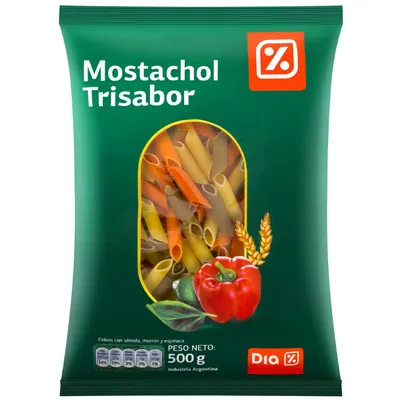 Mostachol
Trisabor
%
Fideos con sémola, morrón y espinaca
PESO NETO:
500 g
Industria Argentina
DIA %